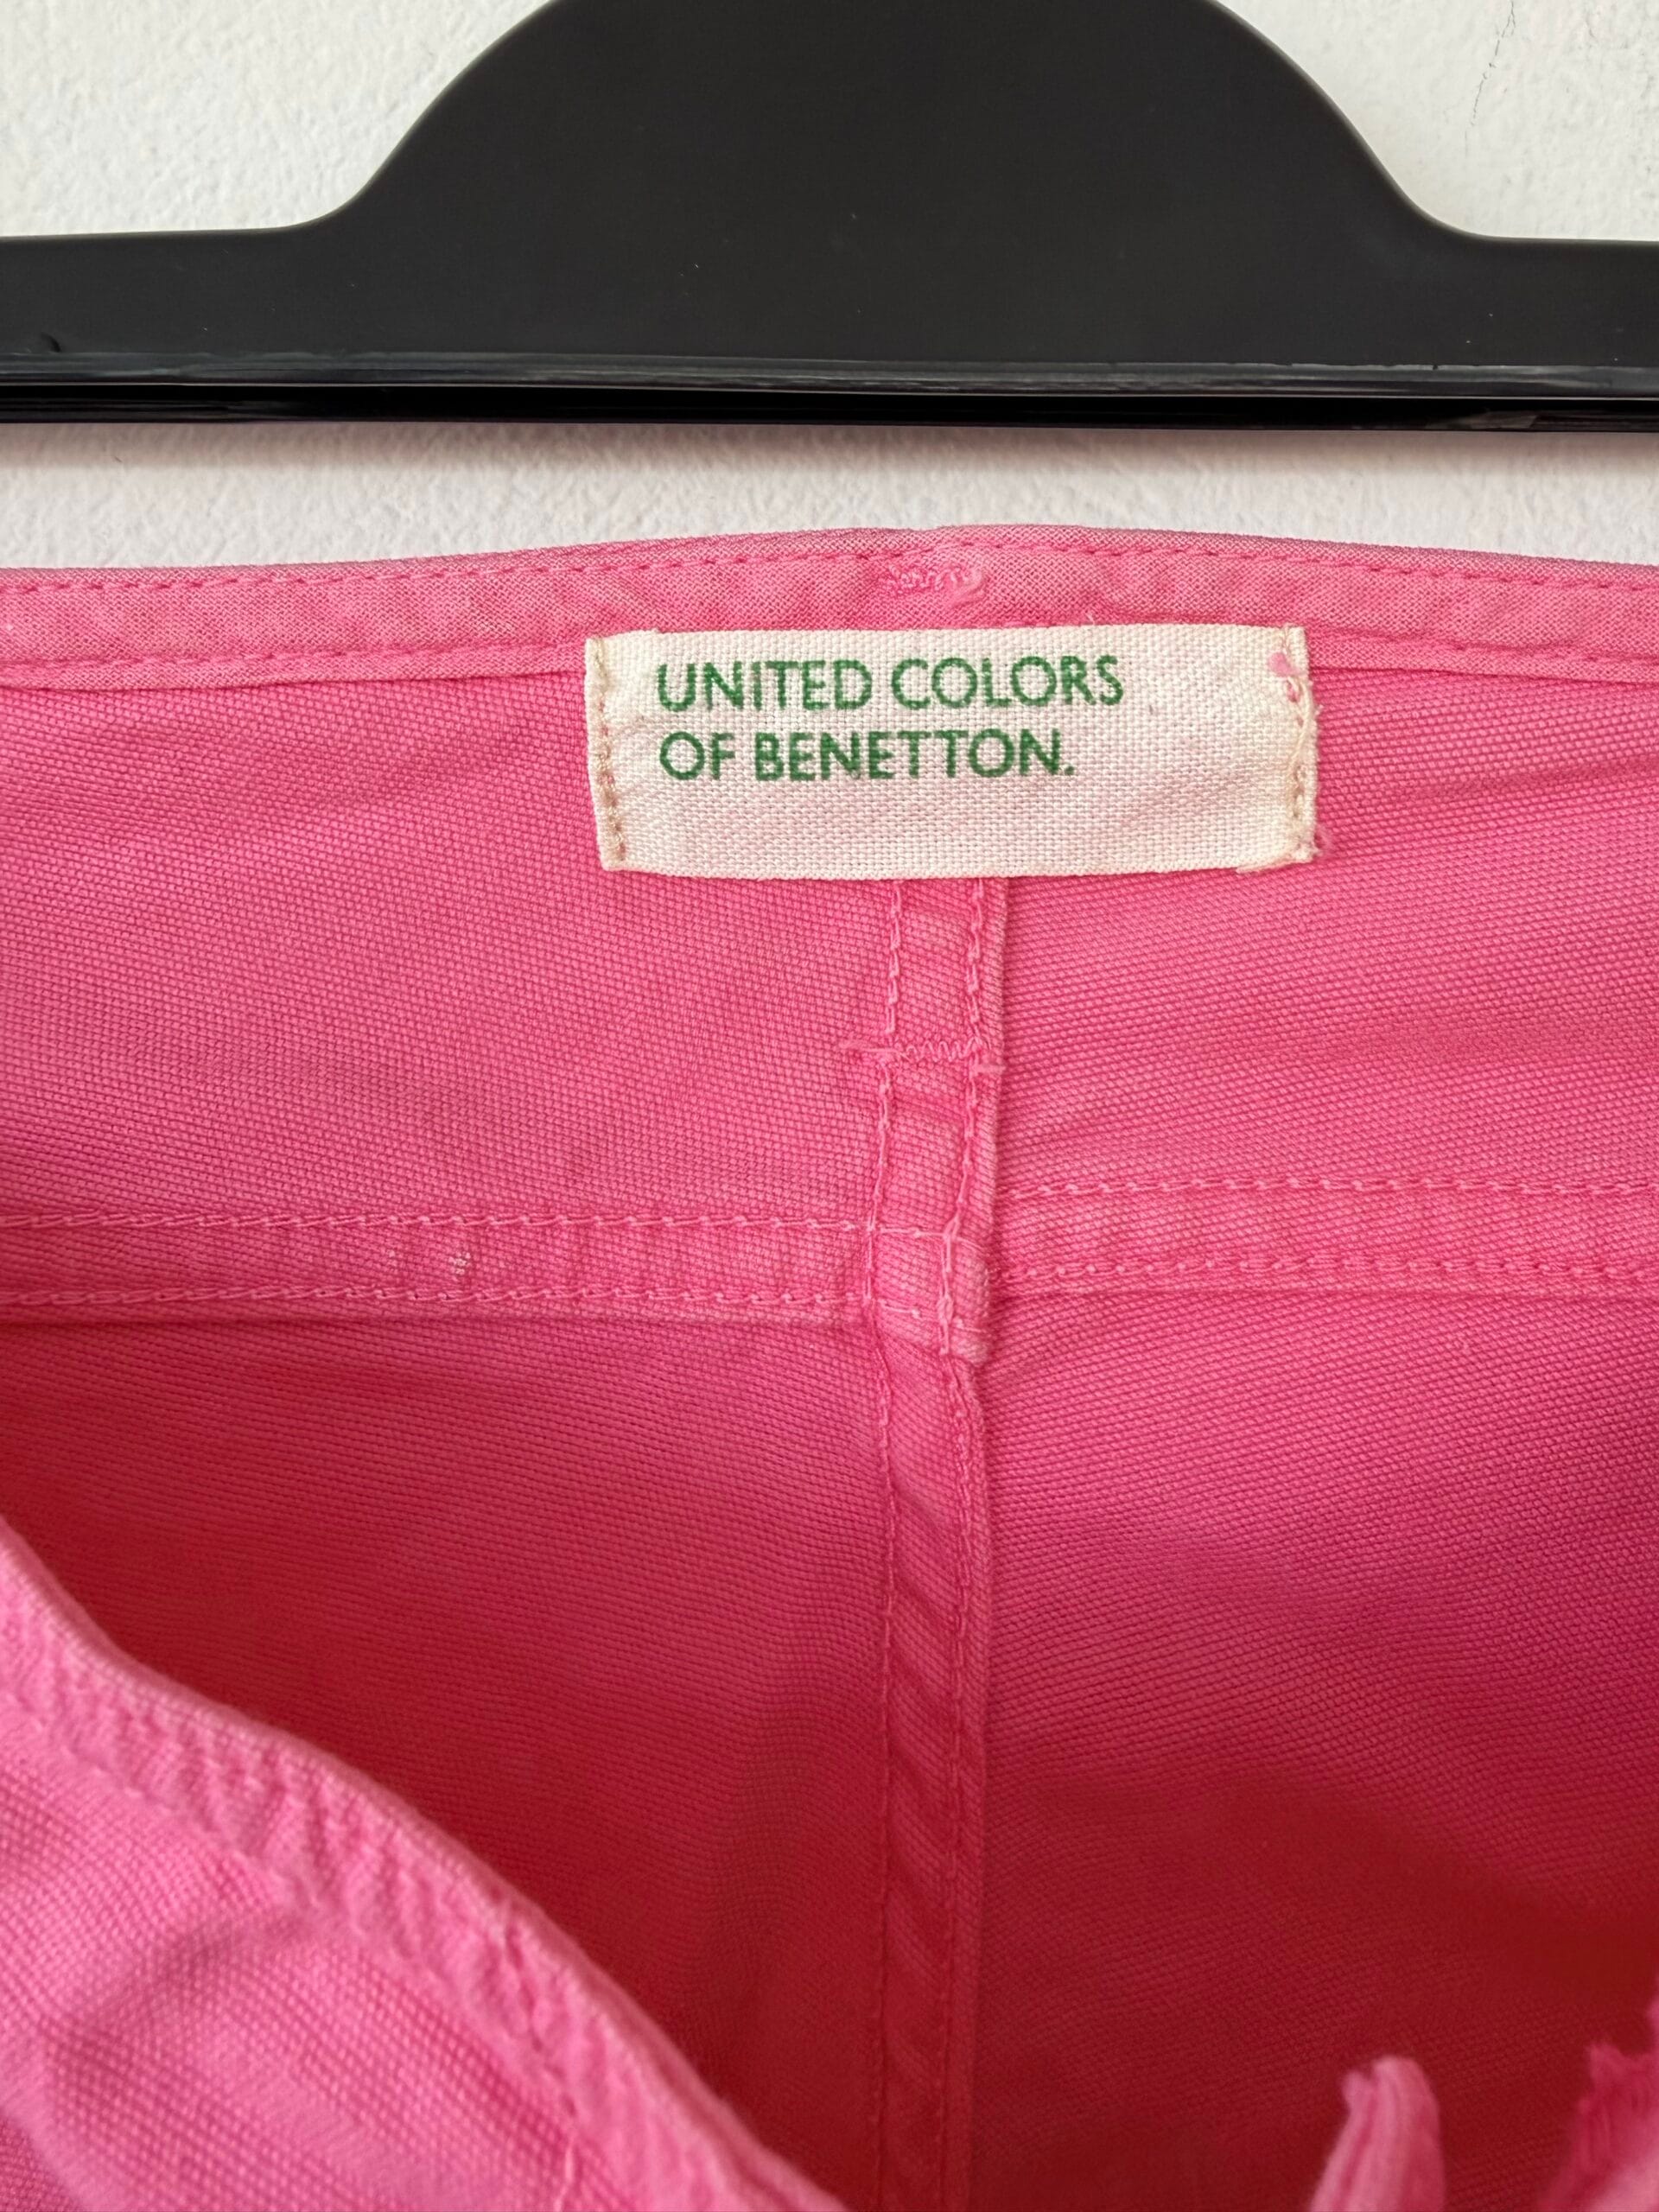 UNITED COLORS
OF BENETTON.